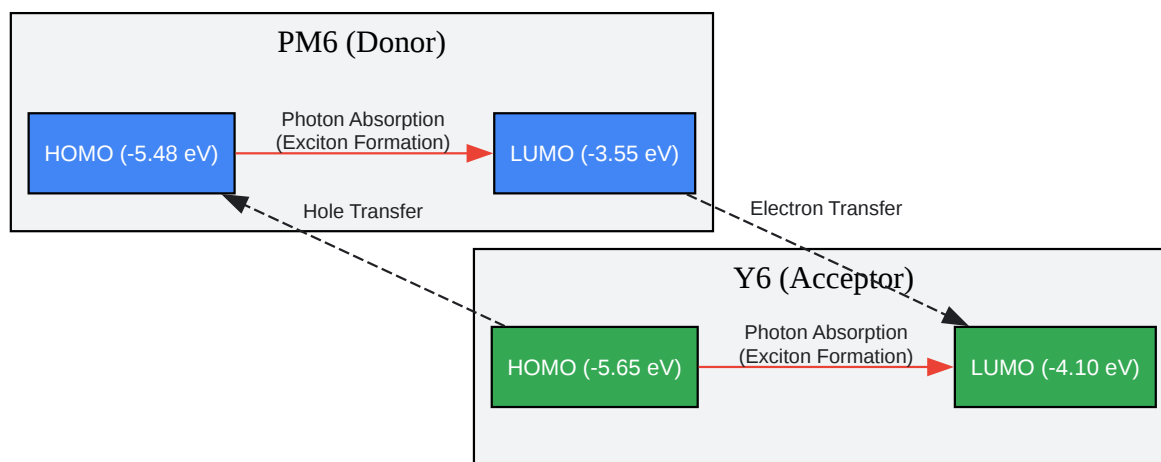 PM6 (Donor)
Photon Absorption
(Exciton Formation)
HOMO (-5.48 eV)
LUMO (-3.55 eV)
Hole Transfer
Electron Transfer
Y6 (Acceptor)
Photon Absorption
(Exciton Formation)
HOMO (-5.65 eV)
LUMO (-4.10 eV)